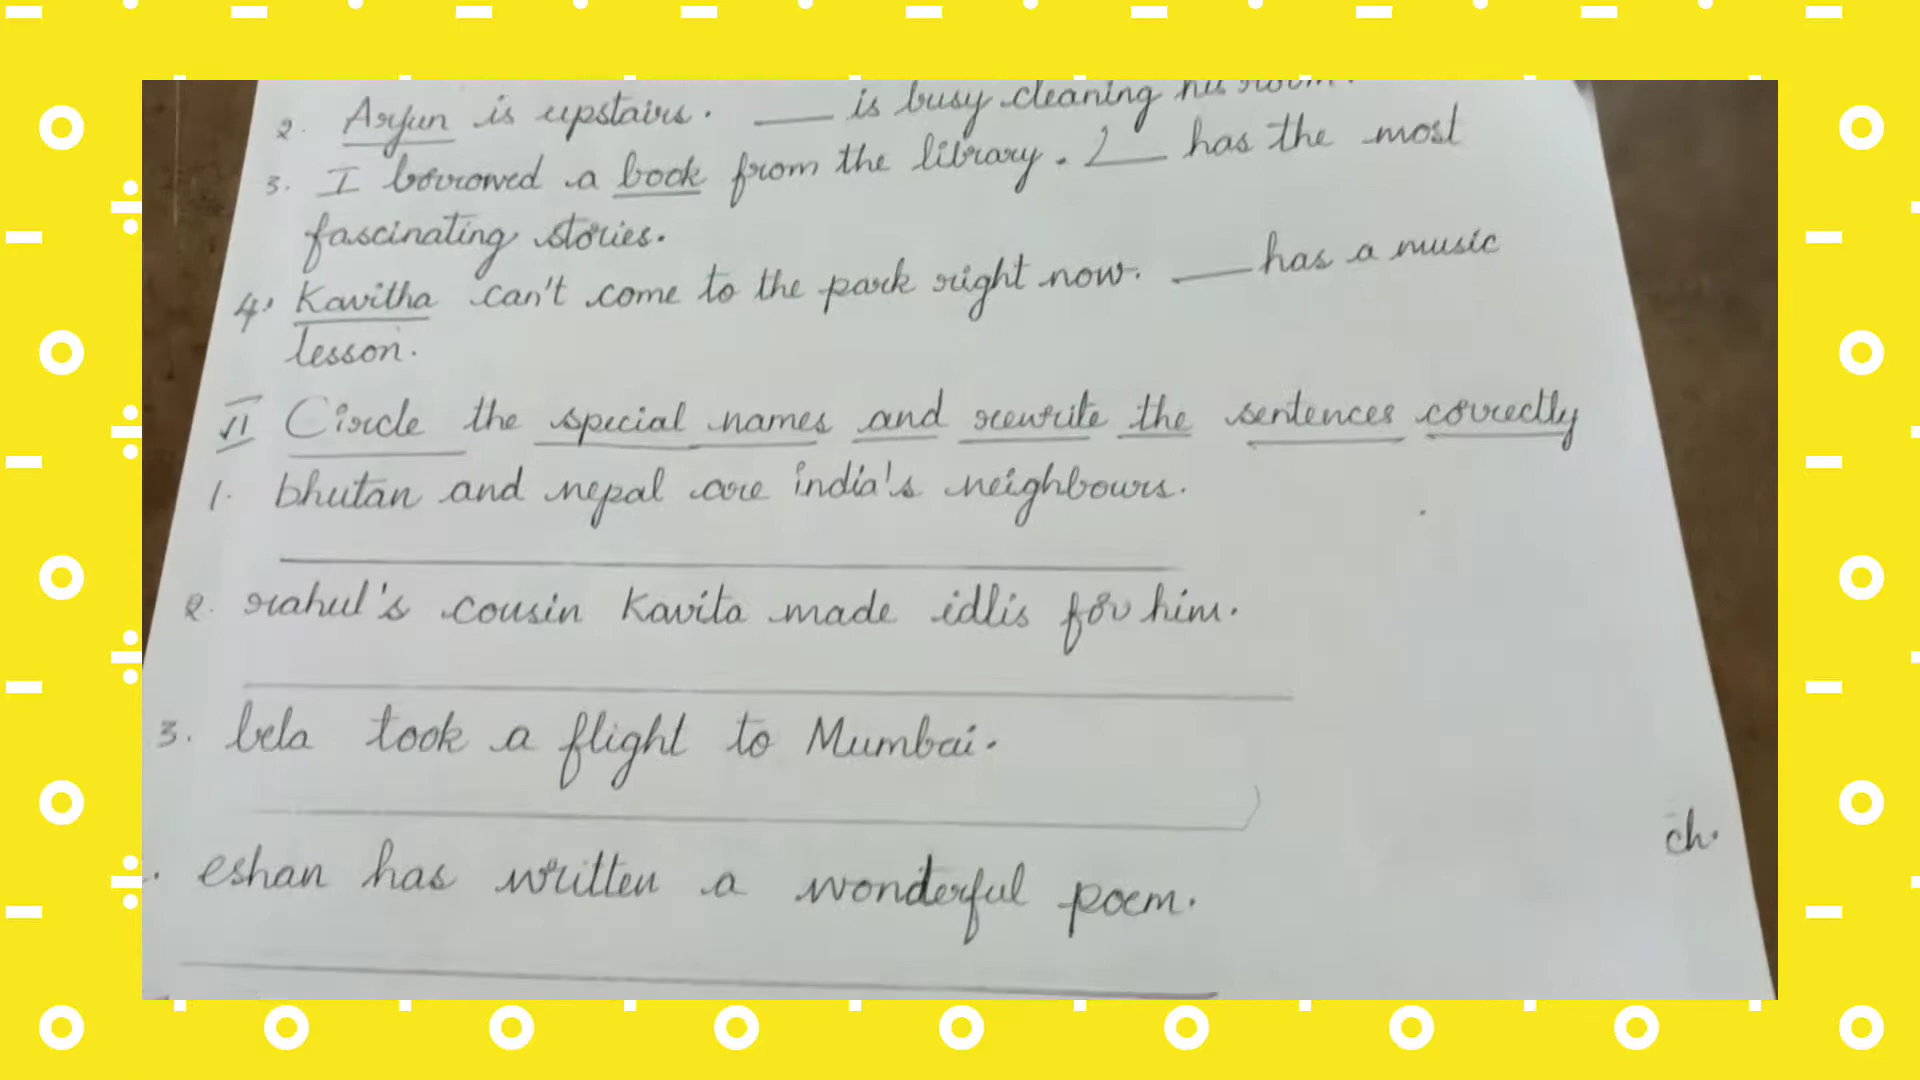 2. Arjun is upstairs. ___ is busy cleaning his room.
3. I borrowed a book from the library. ___ has the most
fascinating stories.
4. Kavitha can't come to the park right now. ___ has a music
lesson.
II Circle the special names and rewrite the sentences correctly
1. bhutan and nepal are india's neighbours.
2. rahul's cousin Kavita made idlis for him.
3. bela took a flight to Mumbai.
. eshan has written a wonderful poem.
ch.